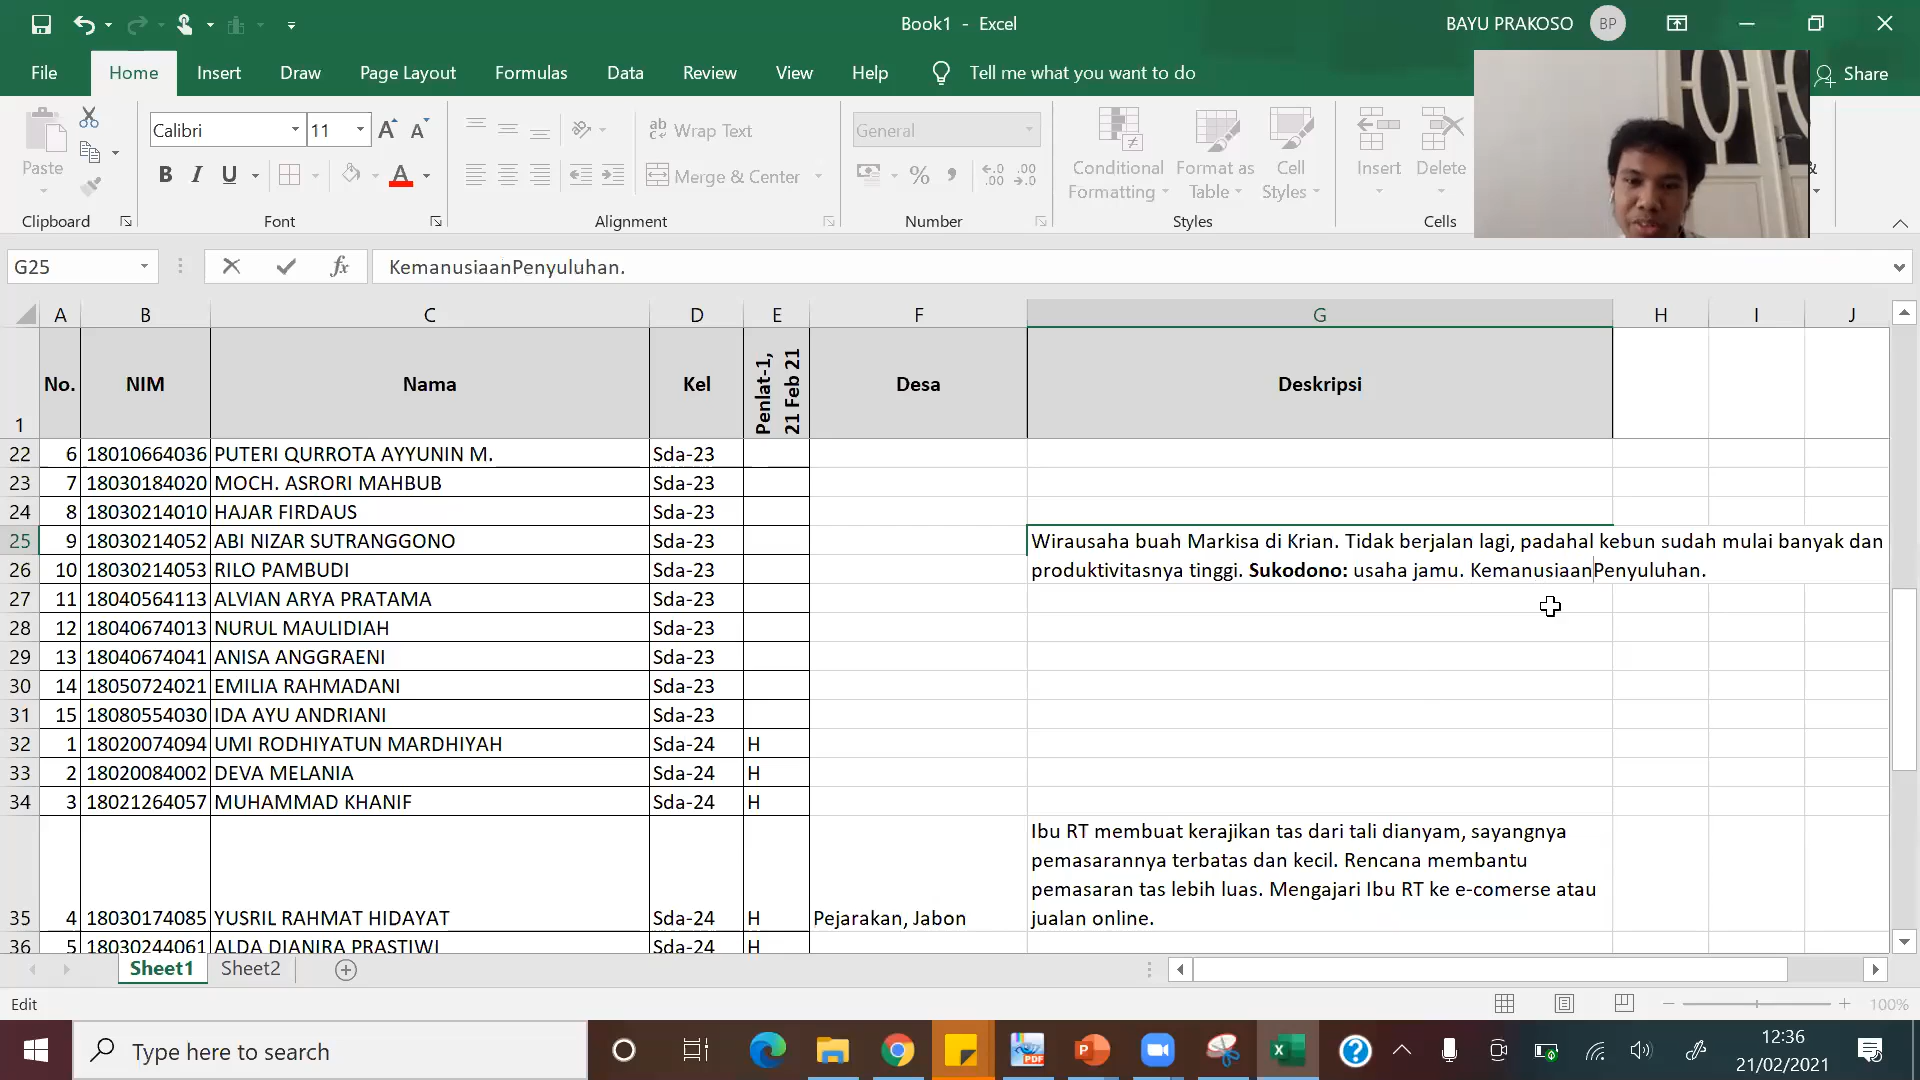 Book1 - Excel
BAYU PRAKOSO
BP
File
Home
Insert
Draw
Page Layout
Formulas
Data
Review
View
Help
Tell me what you want to do
Share
Paste
Calibri
11
Wrap Text
General
B I U
Merge & Center
Conditional Formatting
Format as Table
Cell Styles
Insert
Delete
Clipboard
Font
Alignment
Number
Styles
Cells
G25
KemanusiaanPenyuluhan.
A B C D E F G H I J
1 No. NIM Nama Kel Penlat-1, 21 Feb 21 Desa Deskripsi
22 6 18010664036 PUTERI QURROTA AYYUNIN M. Sda-23
23 7 18030184020 MOCH. ASRORI MAHBUB Sda-23
24 8 18030214010 HAJAR FIRDAUS Sda-23
25 9 18030214052 ABI NIZAR SUTRANGGONO Sda-23 Wirausaha buah Markisa di Krian. Tidak berjalan lagi, padahal kebun sudah mulai banyak dan
26 10 18030214053 RILO PAMBUDI Sda-23 produktivitasnya tinggi. Sukodono: usaha jamu. KemanusiaanPenyuluhan.
27 11 18040564113 ALVIAN ARYA PRATAMA Sda-23
28 12 18040674013 NURUL MAULIDIAH Sda-23
29 13 18040674041 ANISA ANGGRAENI Sda-23
30 14 18050724021 EMILIA RAHMADANI Sda-23
31 15 18080554030 IDA AYU ANDRIANI Sda-23
32 1 18020074094 UMI RODHIYATUN MARDHIYAH Sda-24 H
33 2 18020084002 DEVA MELANIA Sda-24 H
34 3 18021264057 MUHAMMAD KHANIF Sda-24 H
Ibu RT membuat kerajikan tas dari tali dianyam, sayangnya
pemasarannya terbatas dan kecil. Rencana membantu
pemasaran tas lebih luas. Mengajari Ibu RT ke e-comerse atau
35 4 18030174085 YUSRIL RAHMAT HIDAYAT Sda-24 H Pejarakan, Jabon jualan online.
36 5 18030244061 ALDA DIANIRA PRASTIWI Sda-24 H
Sheet1
Sheet2
Edit
100%
Type here to search
12:36
21/02/2021